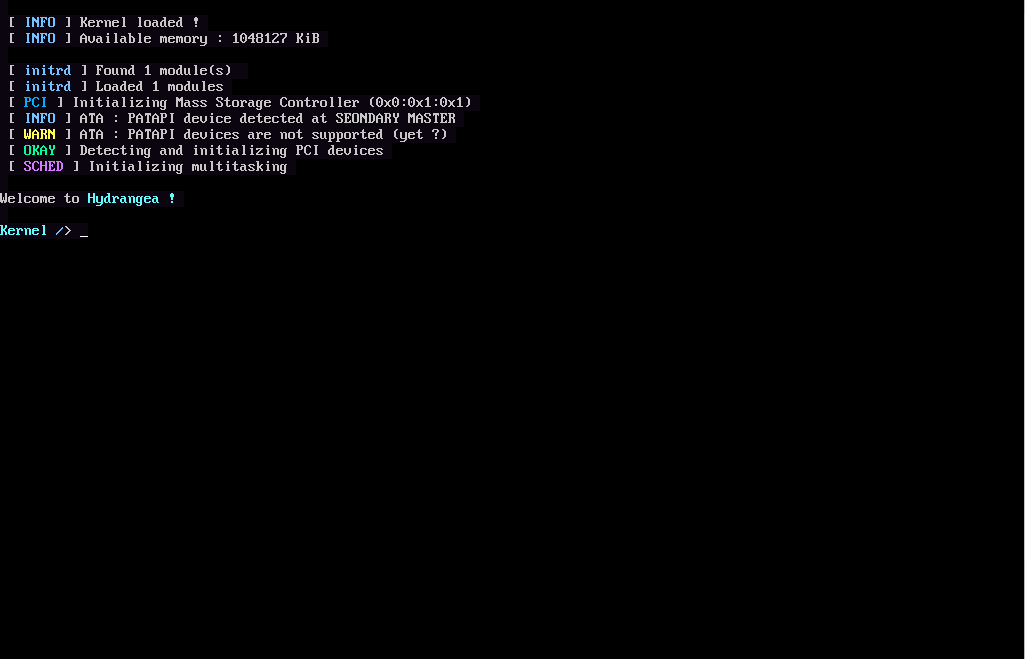 [ INFO ] Kernel loaded !
[ INFO ] Available memory : 1048127 KiB
[ initrd ] Found 1 module(s)
[ initrd ] Loaded 1 modules
[ PCI ] Initializing Mass Storage Controller (0x0:0x1:0x1)
[ INFO ] ATA : PATAPI device detected at SEONDARY MASTER
[ WARN ] ATA : PATAPI devices are not supported (yet ?)
[ OKAY ] Detecting and initializing PCI devices
[ SCHED ] Initializing multitasking
Welcome to Hydrangea !
Kernel /> _